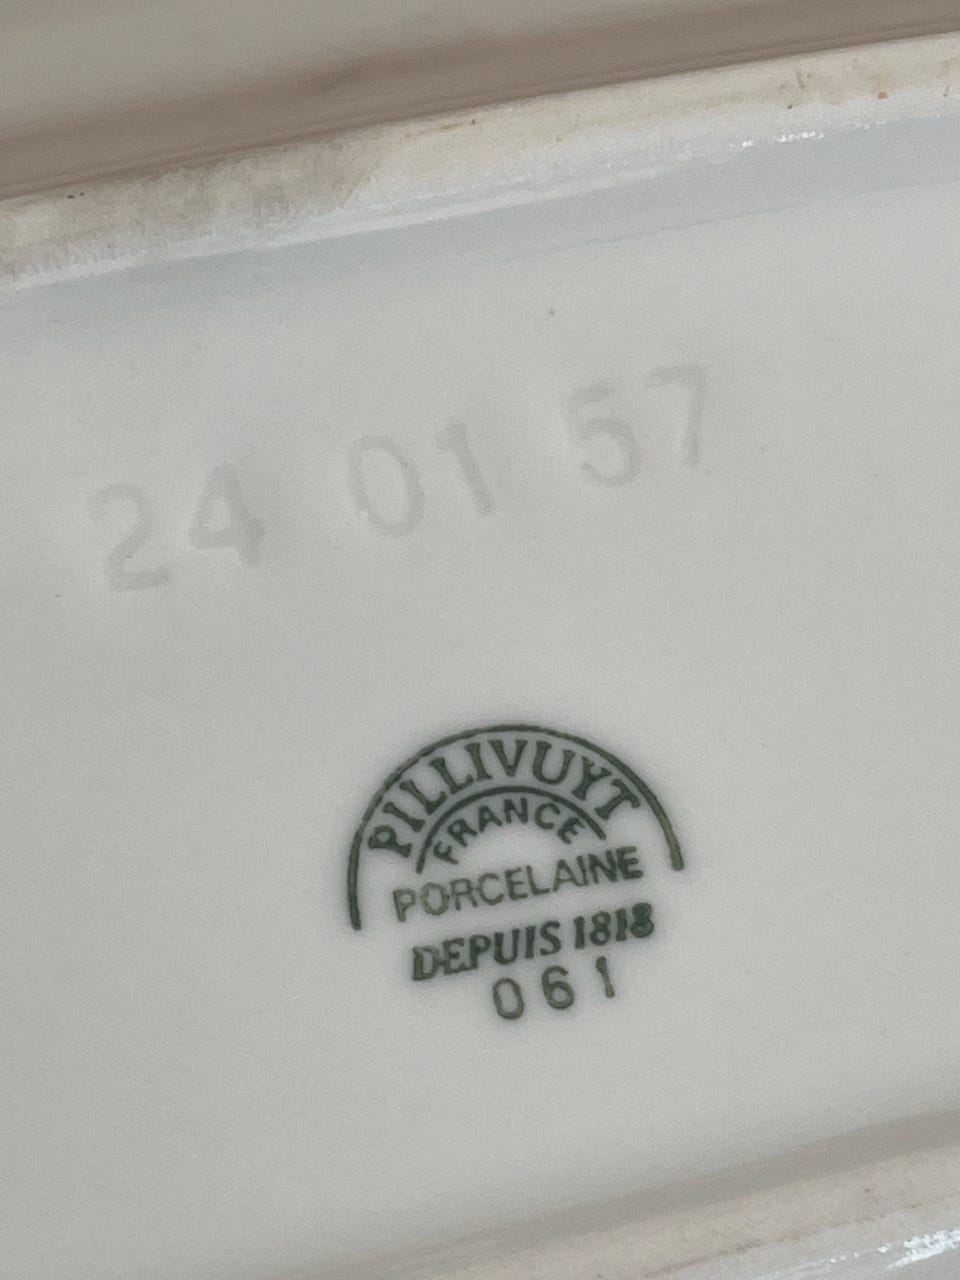 24 01 57
PILLIVUYT
FRANCE
PORCELAINE
DEPUIS 1818
061